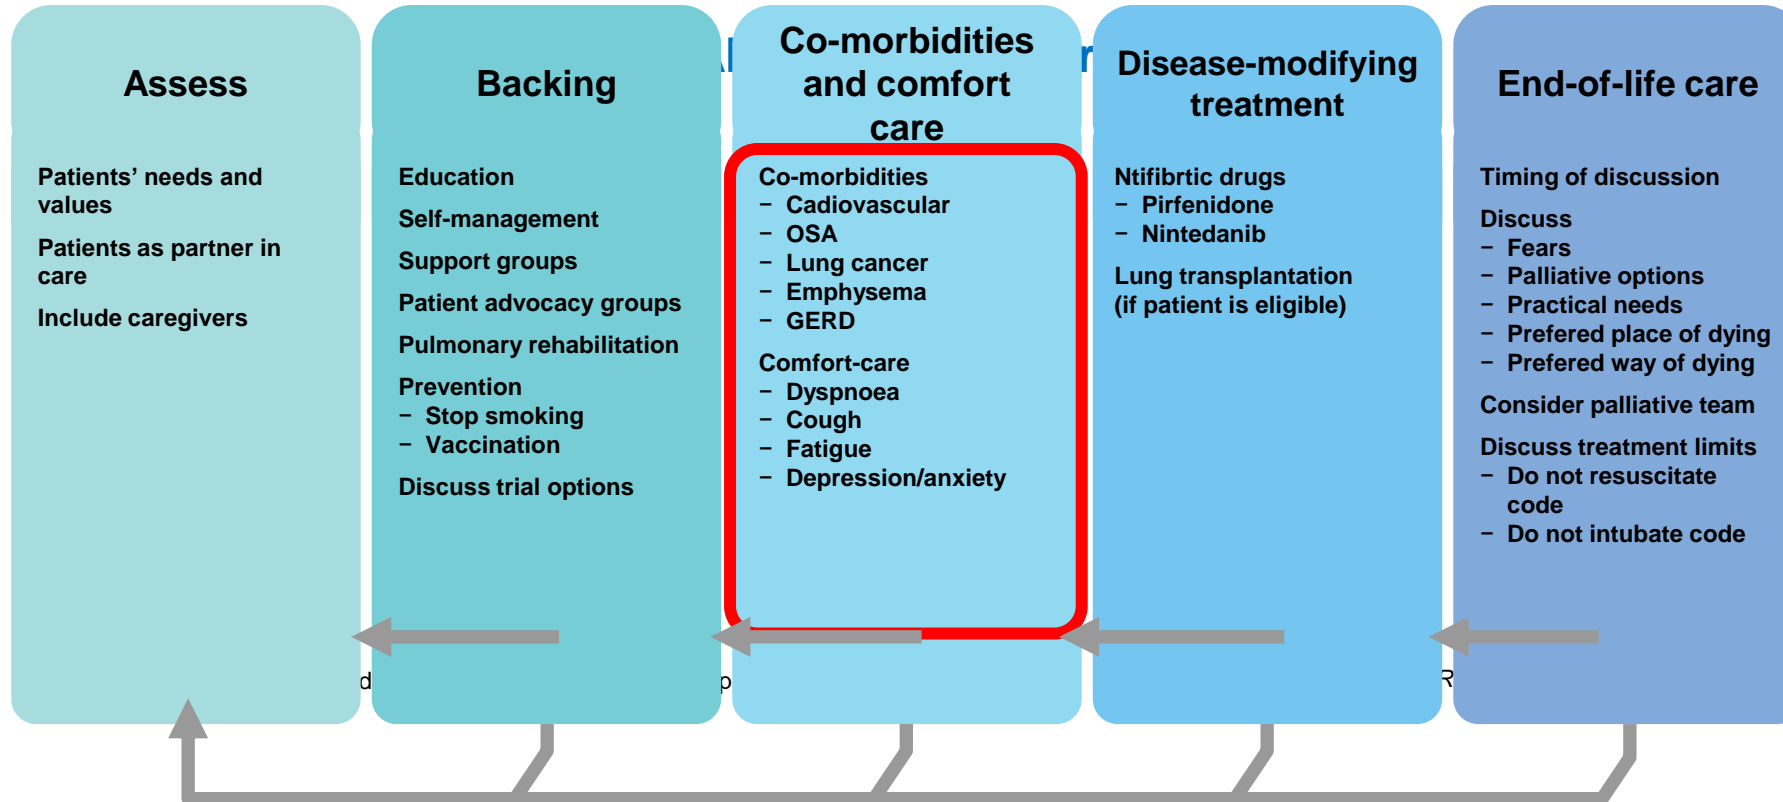 Assess
Patients’ needs and
values
Patients as partner in
care
Include caregivers
Backing
Education
Self-management
Support groups
Patient advocacy groups
Pulmonary rehabilitation
Prevention
− Stop smoking
− Vaccination
Discuss trial options
Co-morbidities
and comfort
care
Co-morbidities
− Cadiovascular
− OSA
− Lung cancer
− Emphysema
− GERD
Comfort-care
− Dyspnoea
− Cough
− Fatigue
− Depression/anxiety
Disease-modifying
treatment
Ntifibrtic drugs
− Pirfenidone
− Nintedanib
Lung transplantation
(if patient is eligible)
End-of-life care
Timing of discussion
Discuss
− Fears
− Palliative options
− Practical needs
− Prefered place of dying
− Prefered way of dying
Consider palliative team
Discuss treatment limits
− Do not resuscitate
code
− Do not intubate code